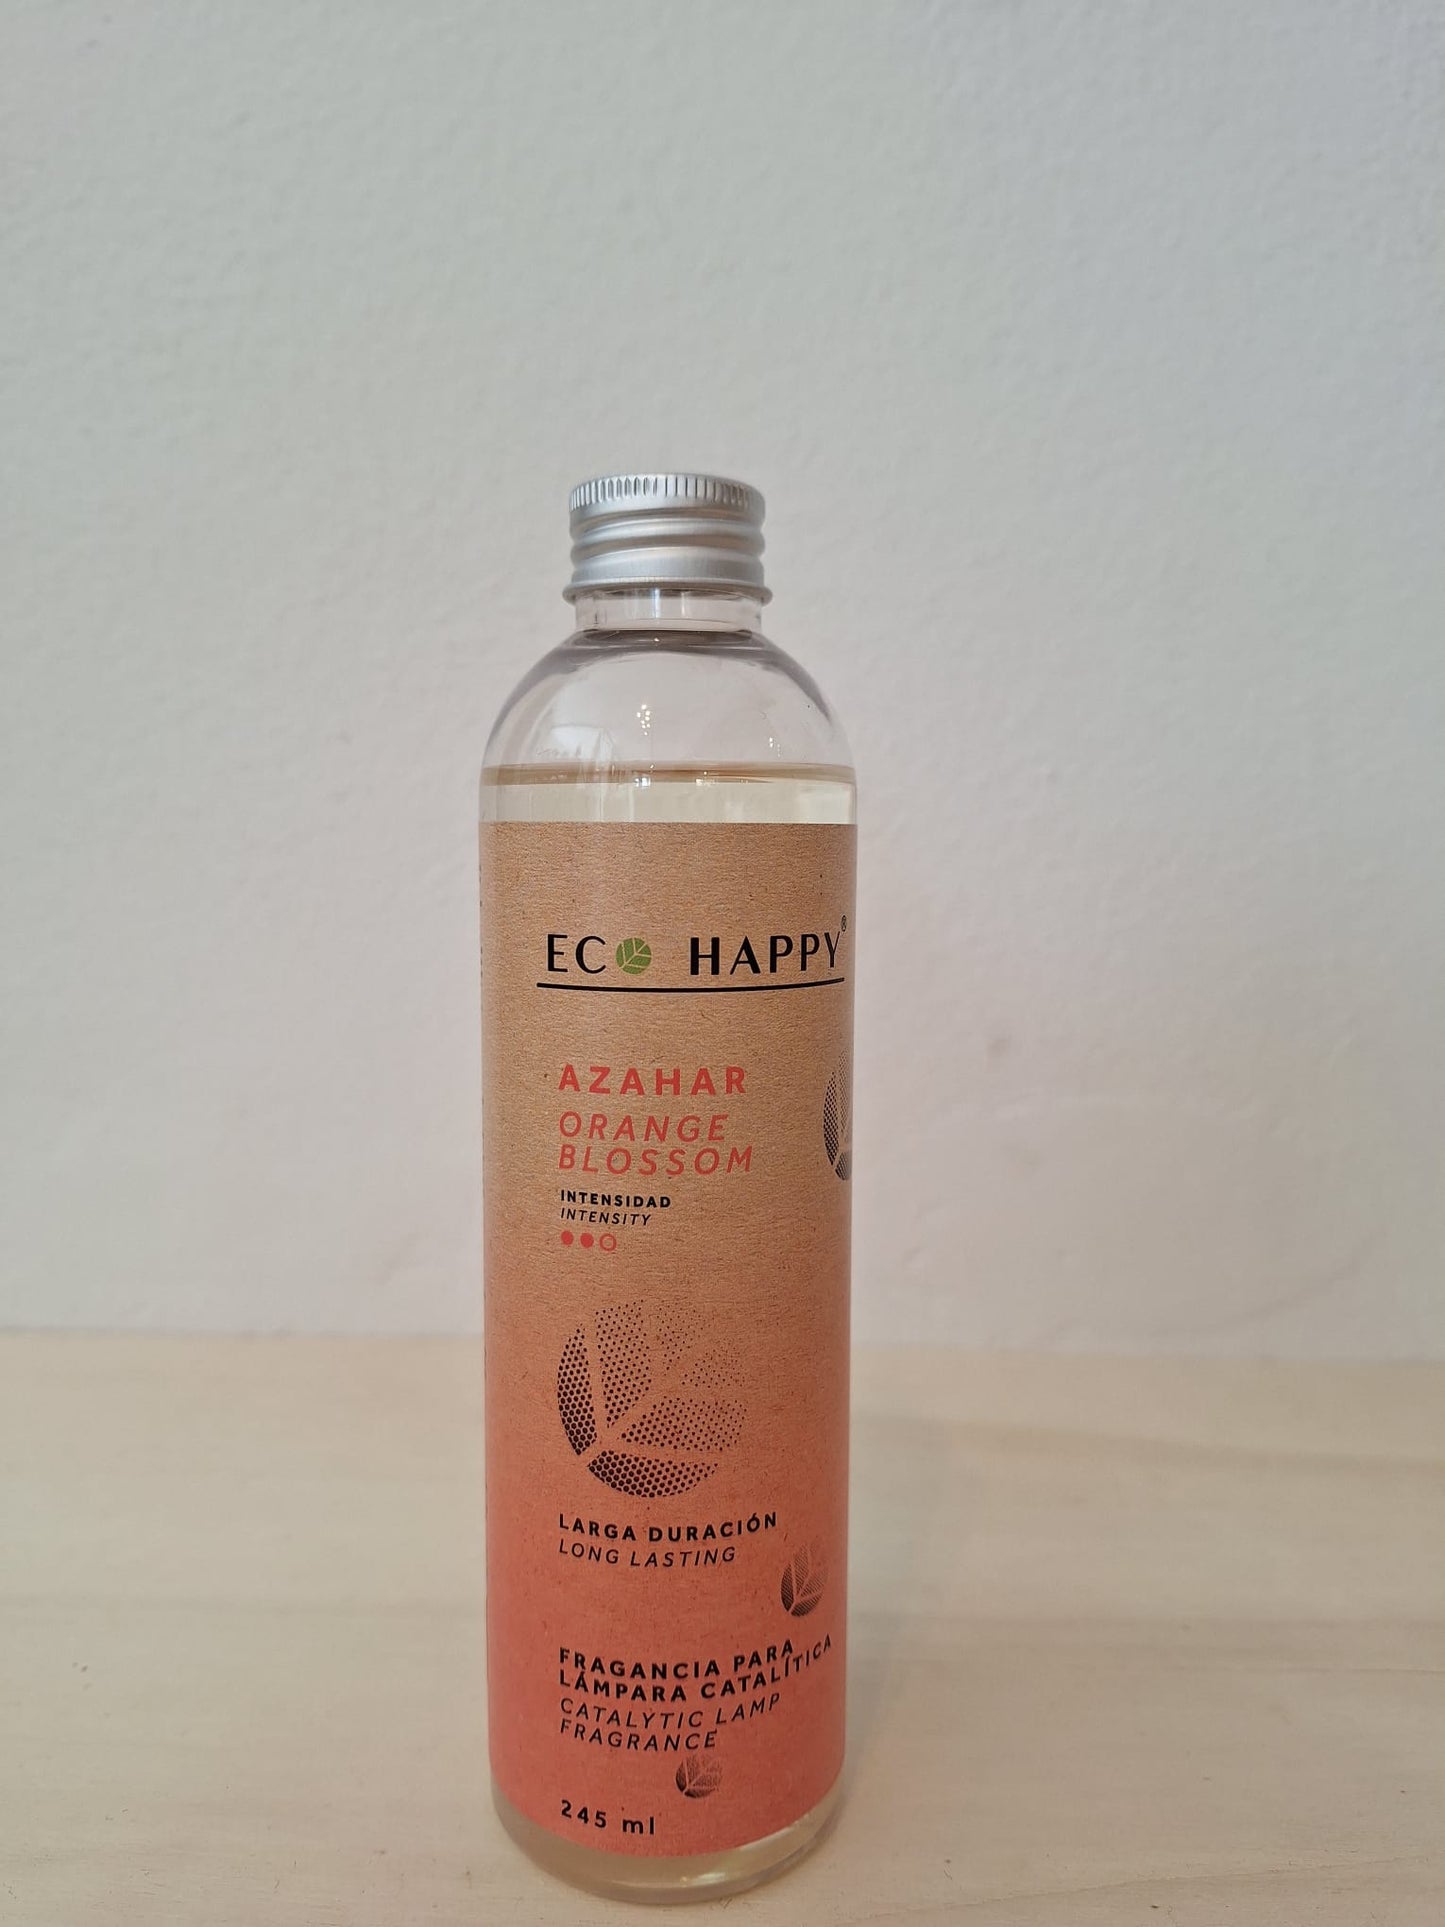 ECO HAPPY®
AZAHAR
ORANGE
BLOSSOM
INTENSIDAD
INTENSITY
LARGA DURACIÓN
LONG LASTING
FRAGANCIA PARA
LÁMPARA CATALÍTICA
CATALYTIC LAMP
FRAGRANCE
245 ml